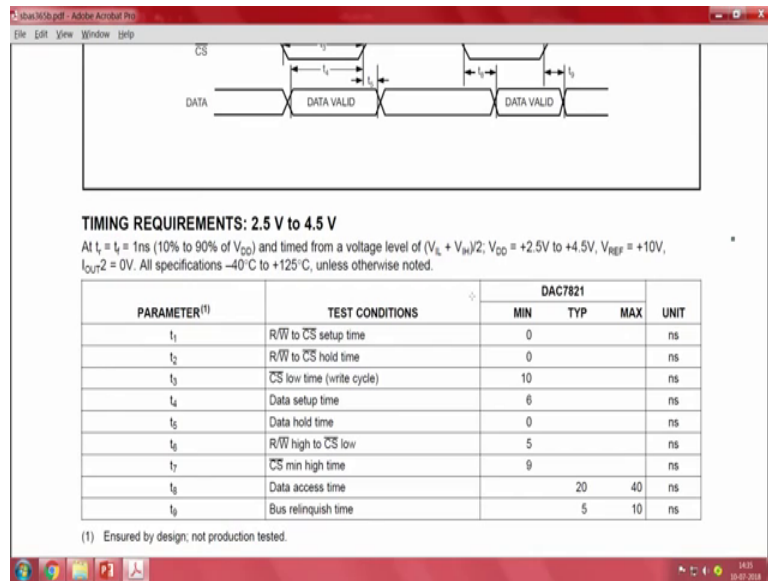 sbas365b.pdf - Adobe Acrobat Pro
File Edit View Window Help
CS
t4
t5
t8
t9
DATA
DATA VALID
DATA VALID
TIMING REQUIREMENTS: 2.5 V to 4.5 V
At tr = tf = 1ns (10% to 90% of VDD) and timed from a voltage level of (VIL + VIH)/2; VDD = +2.5V to +4.5V, VREF = +10V,
IOUT2 = 0V. All specifications –40°C to +125°C, unless otherwise noted.
DAC7821
PARAMETER(1) TEST CONDITIONS MIN TYP MAX UNIT
t1 R/W to CS setup time 0 ns
t2 R/W to CS hold time 0 ns
t3 CS low time (write cycle) 10 ns
t4 Data setup time 6 ns
t5 Data hold time 0 ns
t6 R/W high to CS low 5 ns
t7 CS min high time 9 ns
t8 Data access time 20 40 ns
t9 Bus relinquish time 5 10 ns
(1) Ensured by design; not production tested.
14:35
10-07-2018